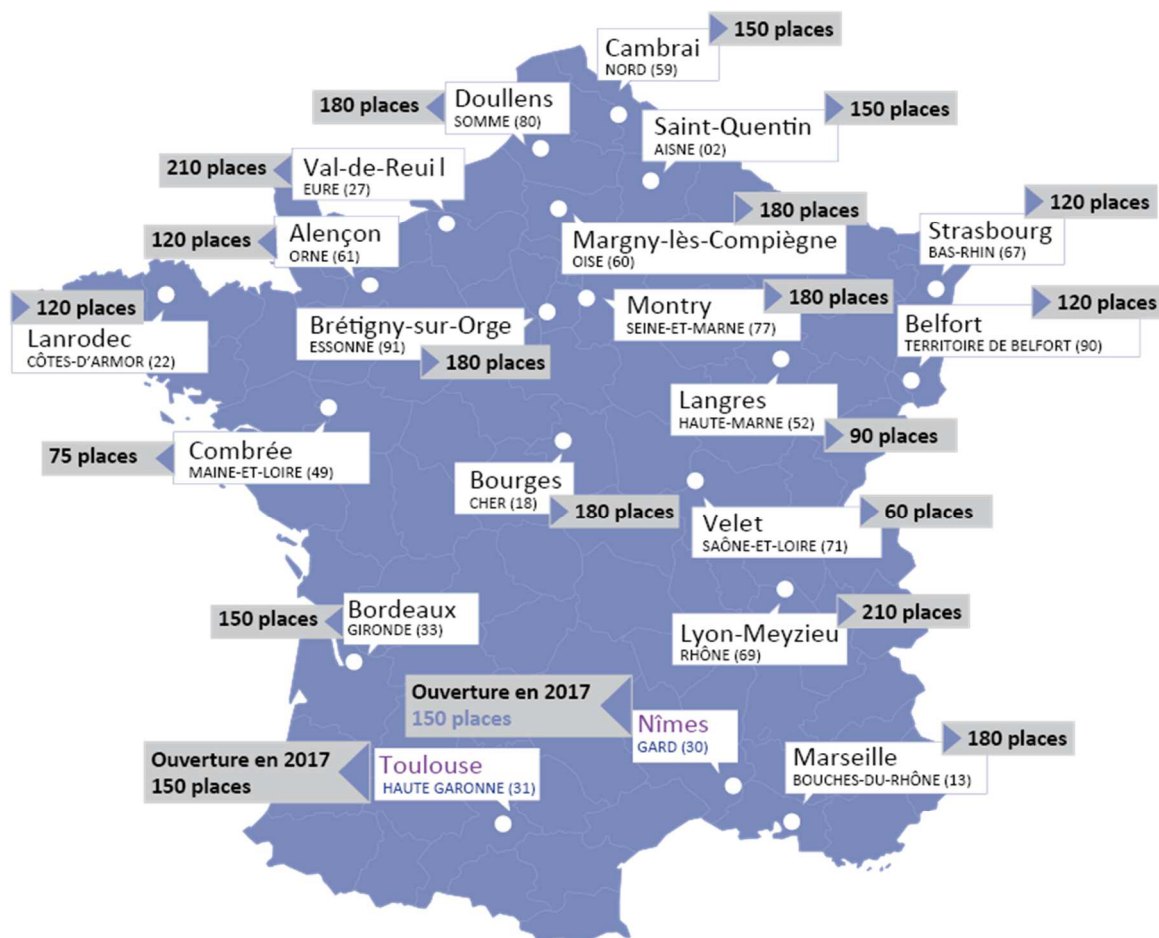 150 places
Cambrai
NORD (59)
180 places
Doullens
SOMME (80)
150 places
Saint-Quentin
AISNE (02)
210 places
Val-de-Reuil
EURE (27)
180 places
Margny-lès-Compiègne
OISE (60)
120 places
Strasbourg
BAS-RHIN (67)
120 places
Alençon
ORNE (61)
120 places
Lanrodec
CÔTES-D'ARMOR (22)
Brétigny-sur-Orge
ESSONNE (91)
180 places
180 places
Montry
SEINE-ET-MARNE (77)
120 places
Belfort
TERRITOIRE DE BELFORT (90)
Langres
HAUTE-MARNE (52)
90 places
75 places
Combrée
MAINE-ET-LOIRE (49)
Bourges
CHER (18)
180 places
60 places
Velet
SAÔNE-ET-LOIRE (71)
150 places
Bordeaux
GIRONDE (33)
210 places
Lyon-Meyzieu
RHÔNE (69)
Ouverture en 2017
150 places
Nîmes
GARD (30)
Ouverture en 2017
150 places
Toulouse
HAUTE GARONNE (31)
180 places
Marseille
BOUCHES-DU-RHÔNE (13)